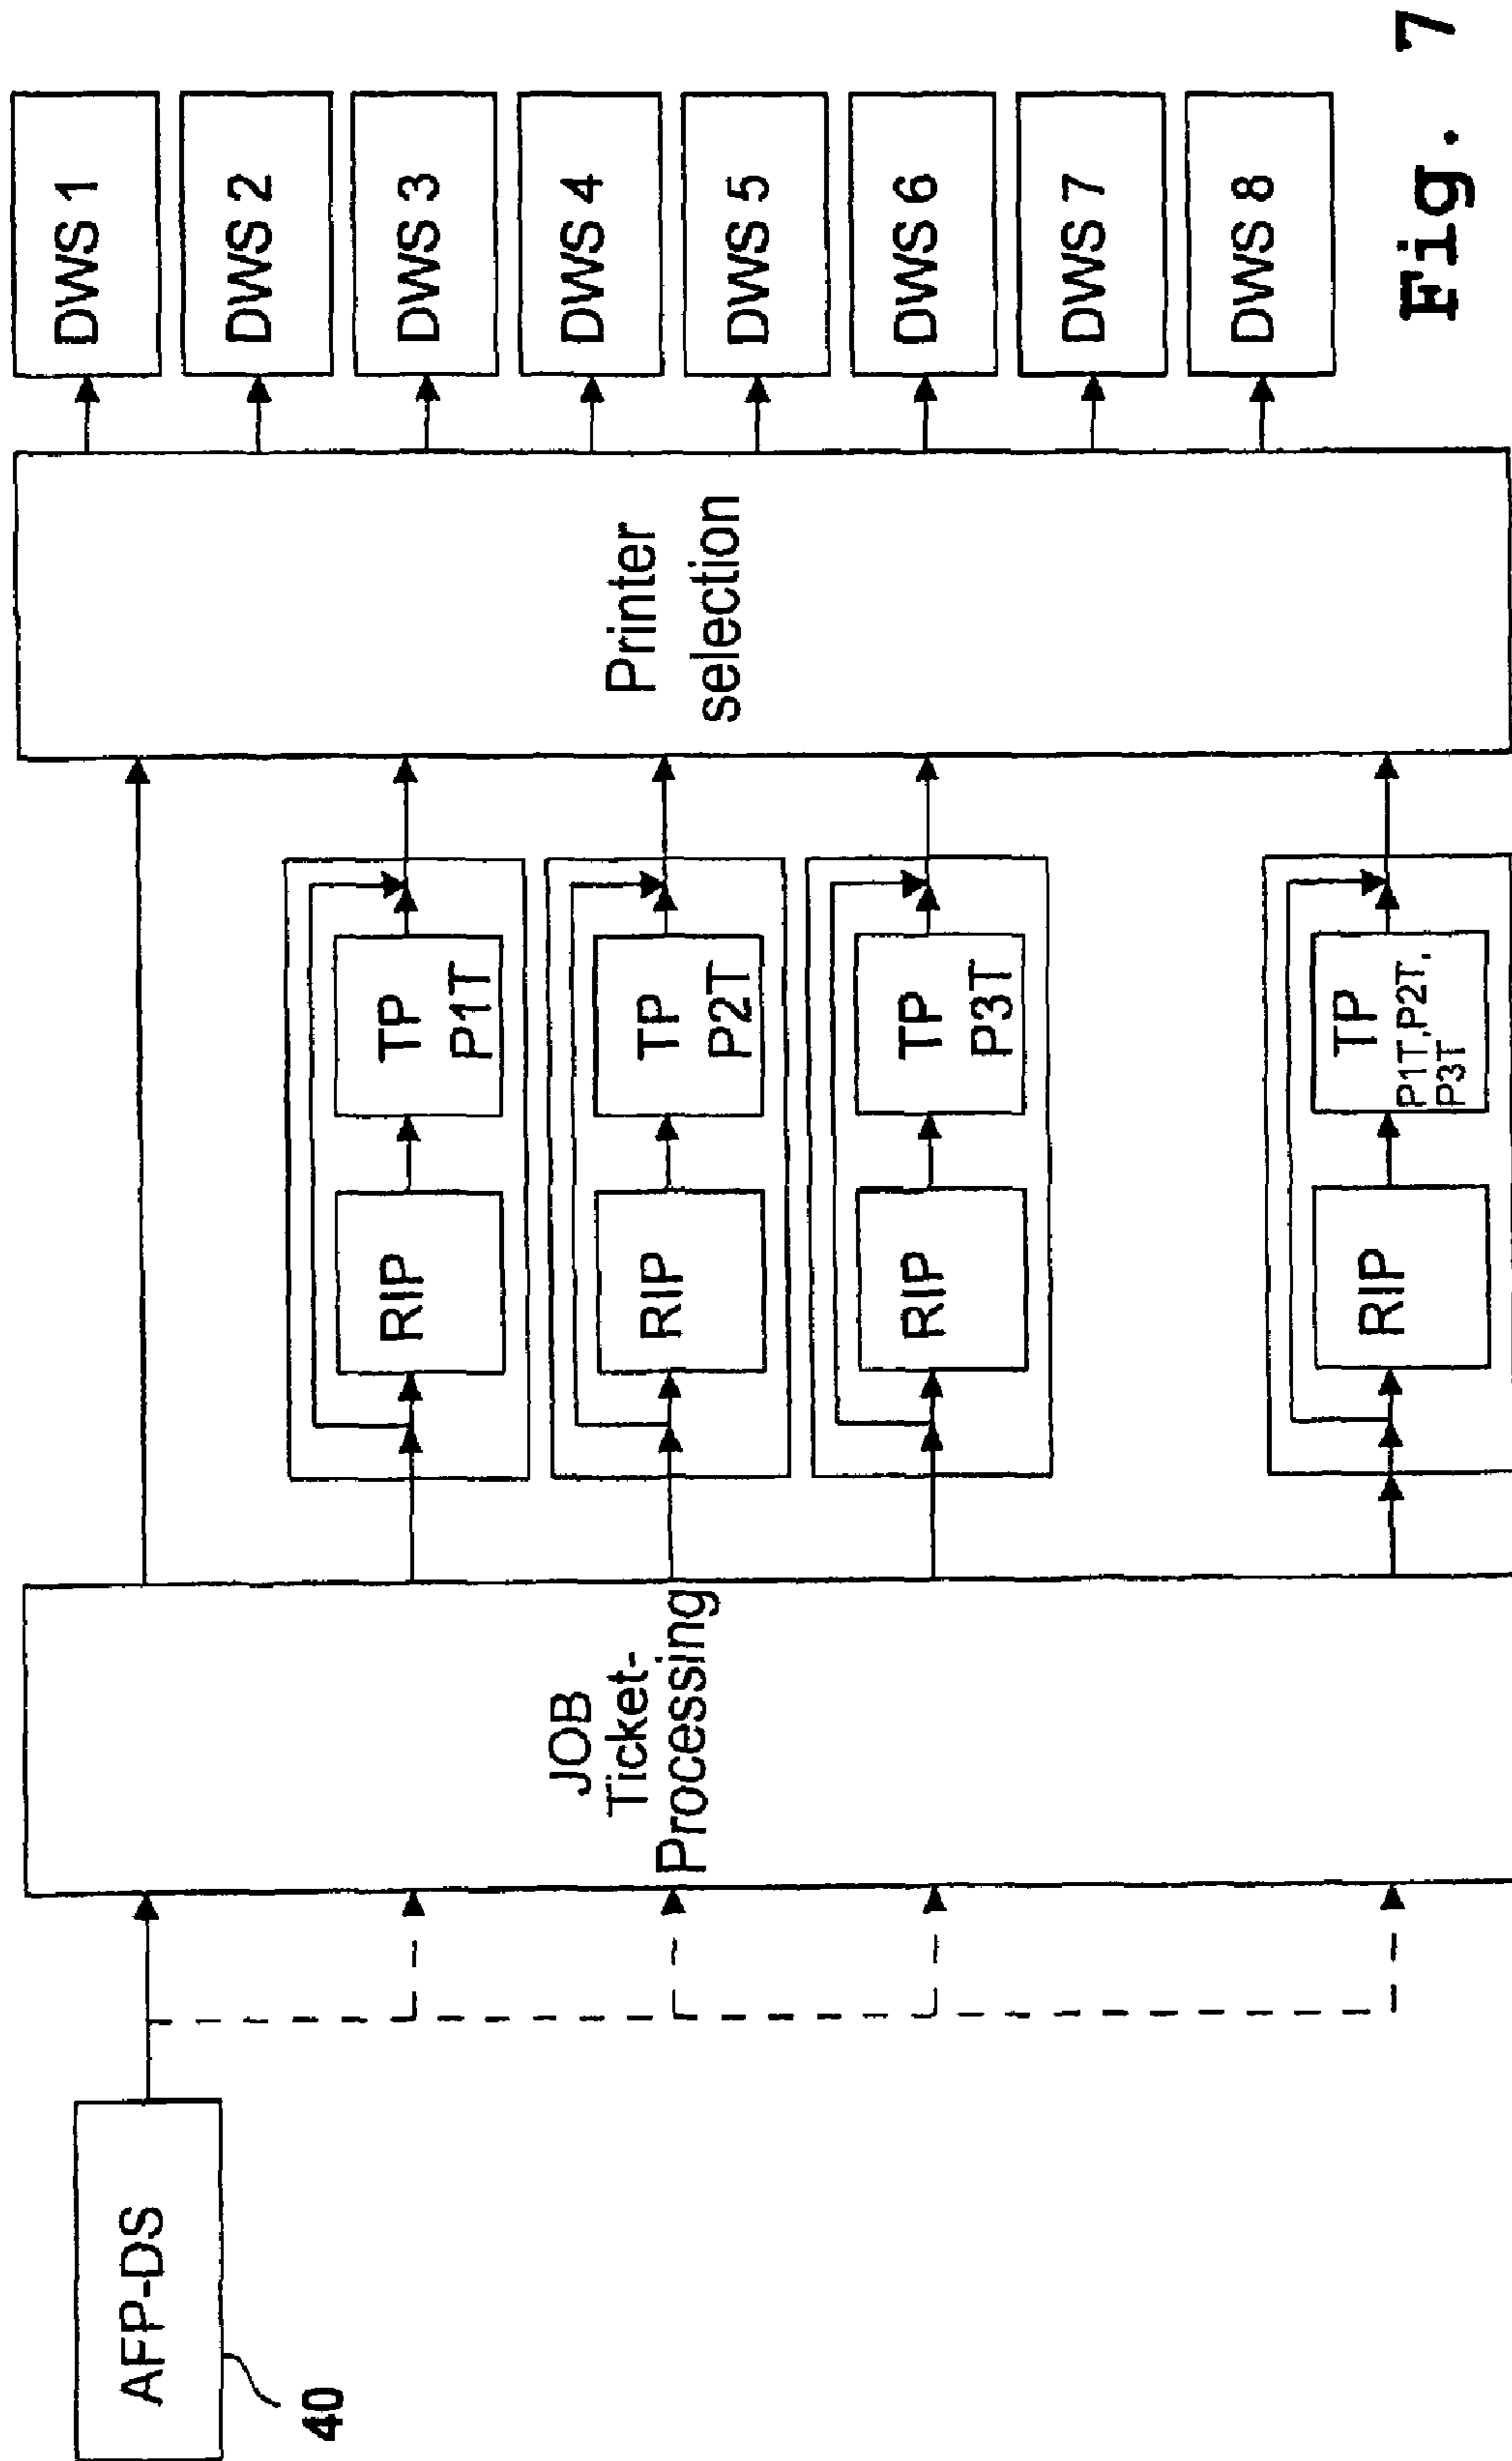 AFP-DS
40
JOB
Ticket-
Processing
RIP
TP
P1T
RIP
TP
P2T
RIP
TP
P3T
RIP
TP
P1T,P2T,
P3T
Printer
selection
DWS 1
DWS 2
DWS 3
DWS 4
DWS 5
DWS 6
DWS 7
DWS 8
Fig. 7